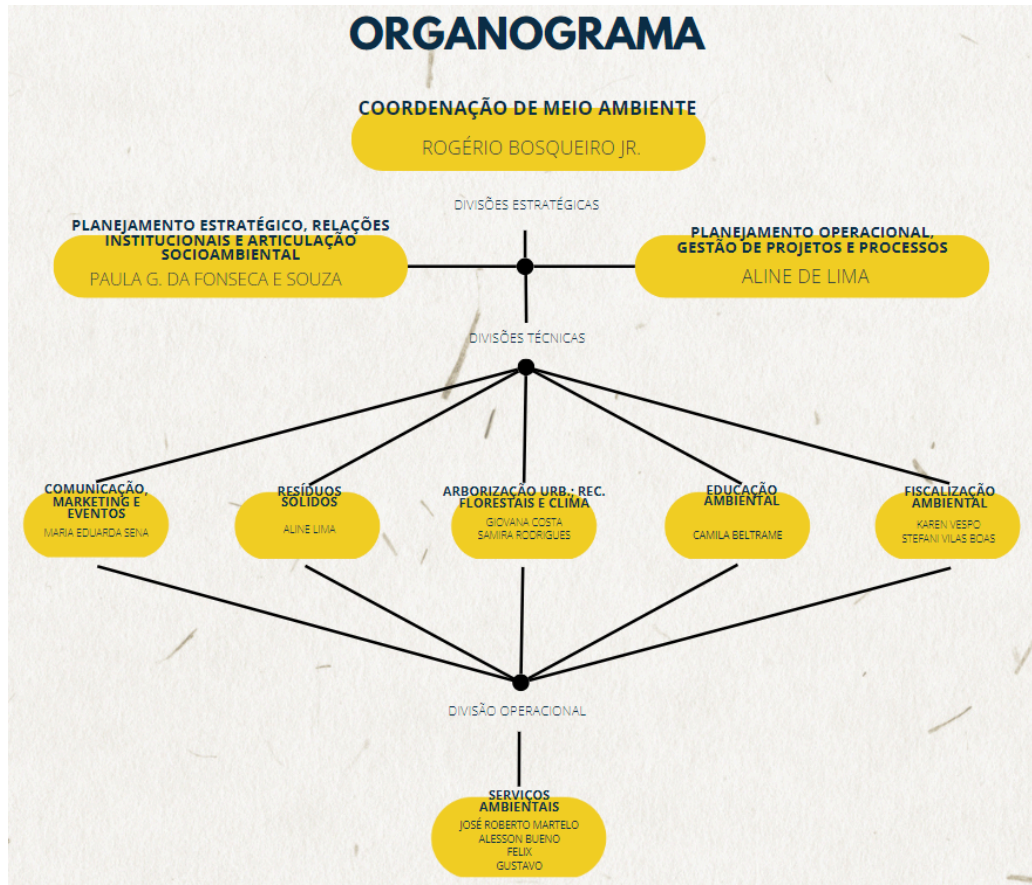 ORGANOGRAMA
COORDENAÇÃO DE MEIO AMBIENTE
ROGÉRIO BOSQUEIRO JR.
DIVISÕES ESTRATÉGICAS
PLANEJAMENTO ESTRATÉGICO, RELAÇÕES
INSTITUCIONAIS E ARTICULAÇÃO
SOCIOAMBIENTAL
PAULA G. DA FONSECA E SOUZA
PLANEJAMENTO OPERACIONAL,
GESTÃO DE PROJETOS E PROCESSOS
ALINE DE LIMA
DIVISÕES TÉCNICAS
COMUNICAÇÃO,
MARKETING E
EVENTOS
MARIA EDUARDA SENA
RESÍDUOS
SÓLIDOS
ALINE LIMA
ARBORIZAÇÃO URB.; REC.
FLORESTAIS E CLIMA
GIOVANA COSTA
SAMIRA RODRIGUES
EDUCAÇÃO
AMBIENTAL
CAMILA BELTRAME
FISCALIZAÇÃO
AMBIENTAL
KAREN VESPO
STEFANI VILAS BOAS
DIVISÃO OPERACIONAL
SERVIÇOS
AMBIENTAIS
JOSÉ ROBERTO MARTELO
ALESSON BUENO
FELIX
GUSTAVO